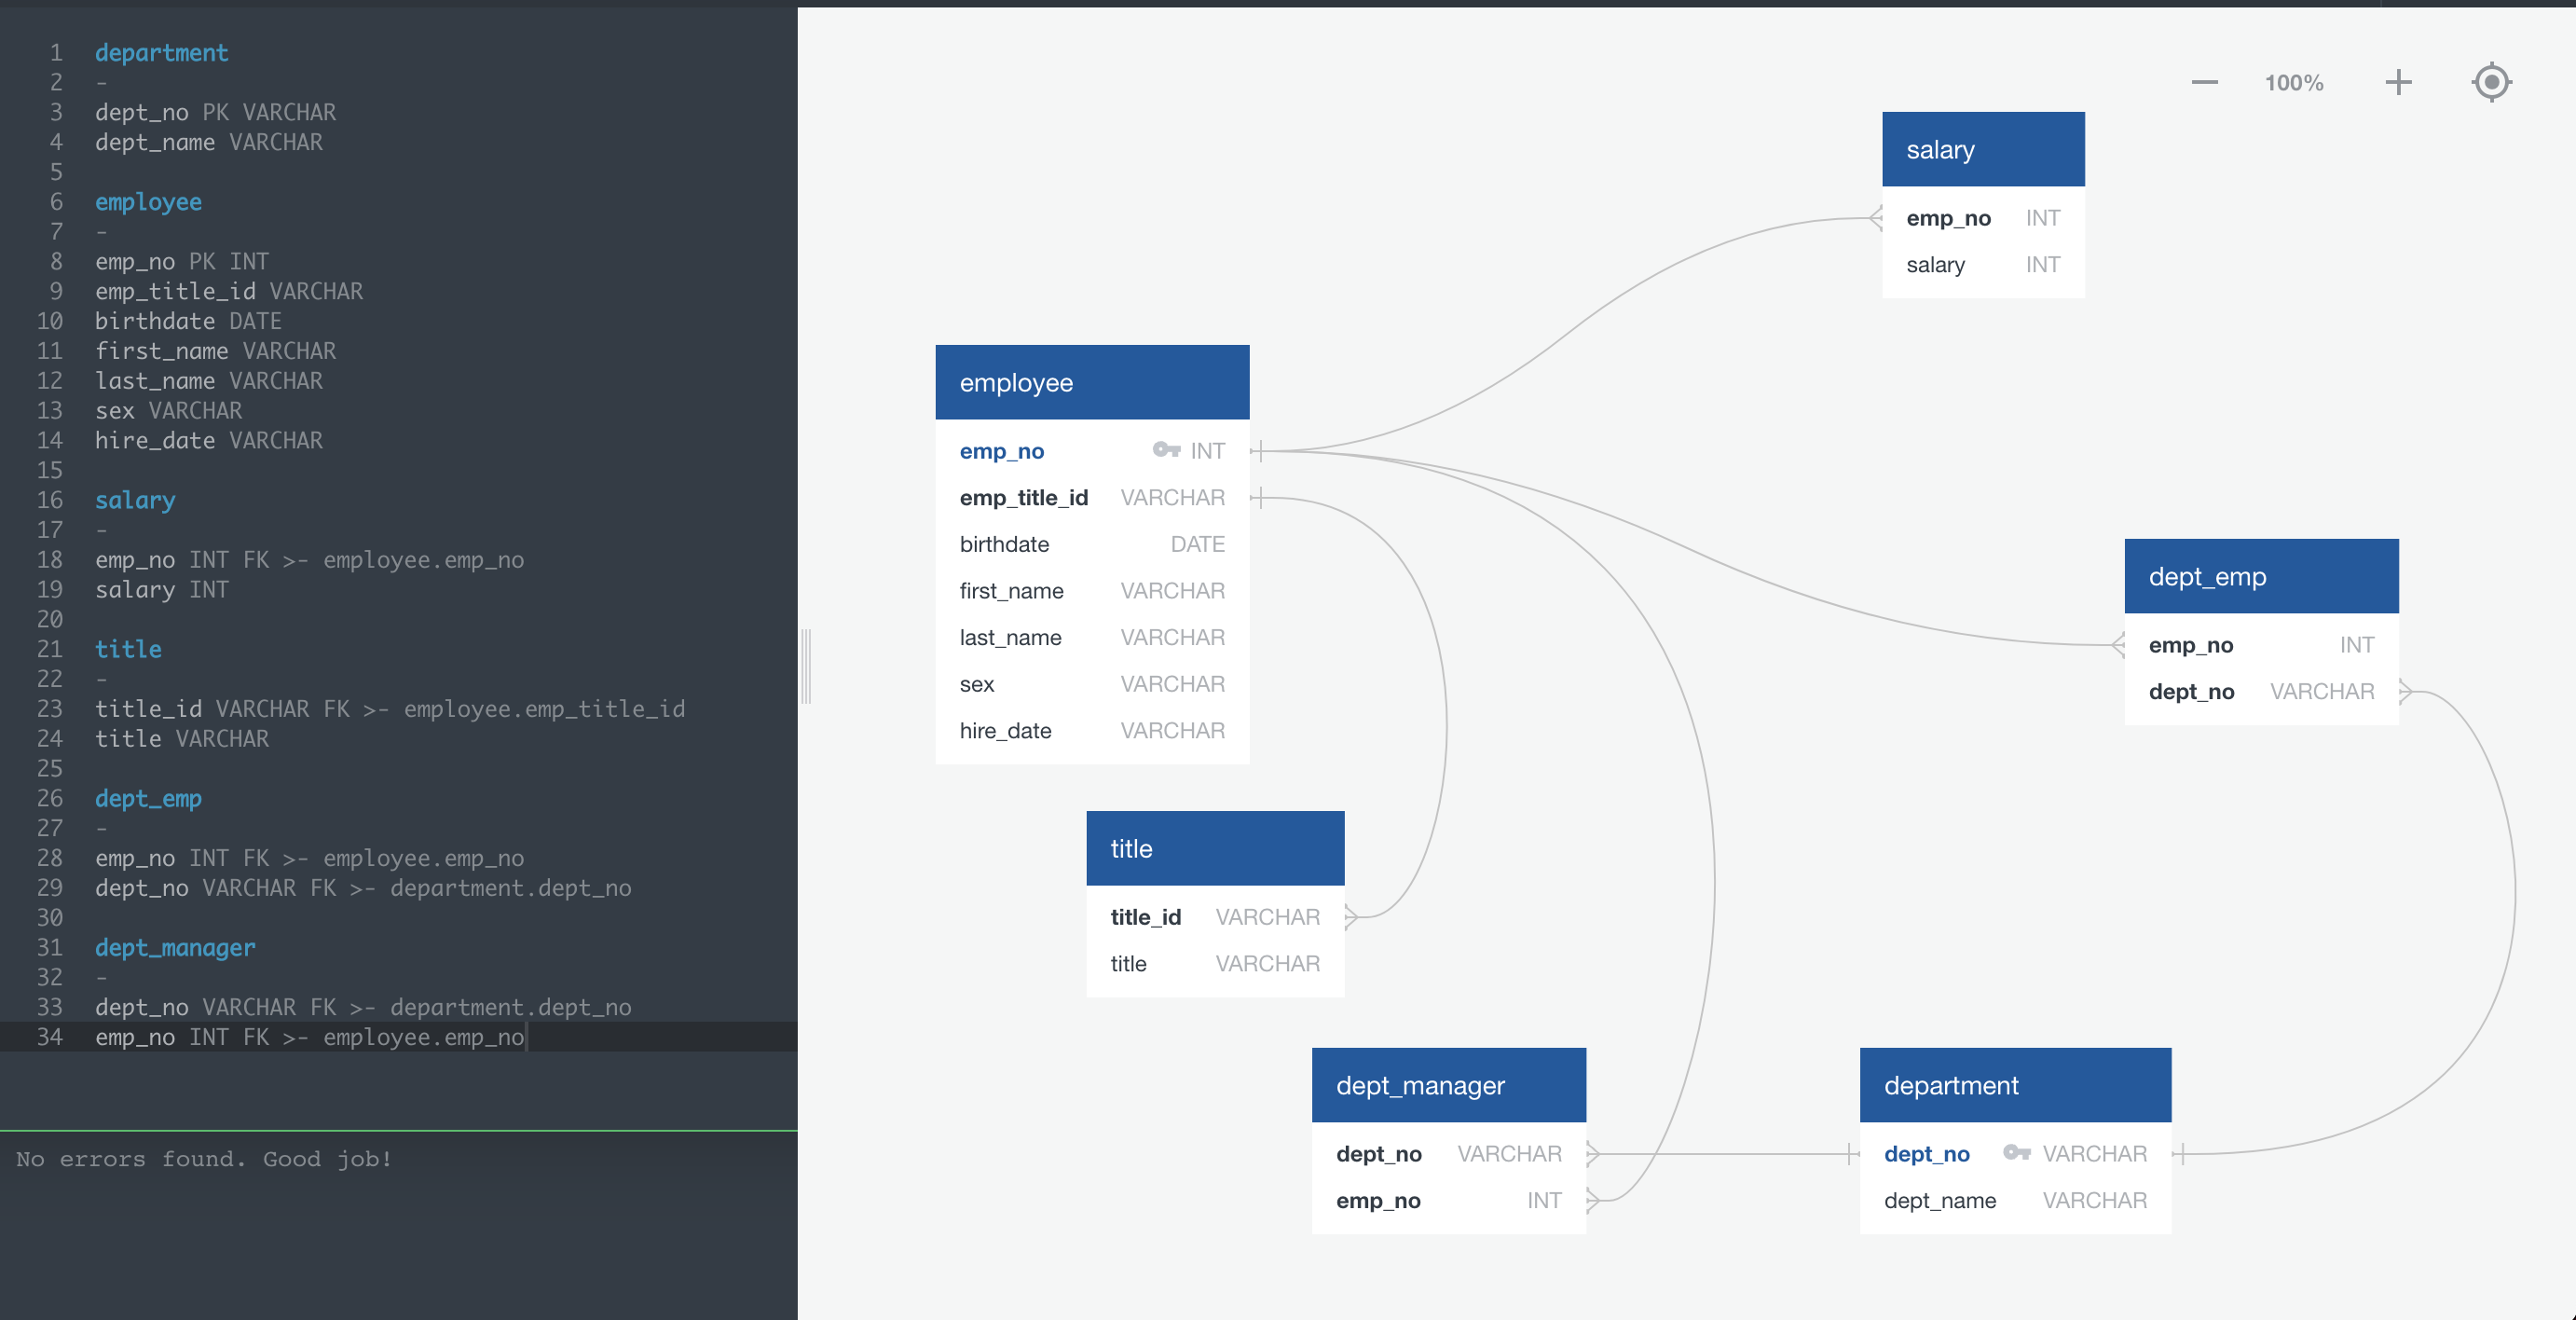 1 department
2 -
3 dept_no PK VARCHAR
4 dept_name VARCHAR
5
6 employee
7 -
8 emp_no PK INT
9 emp_title_id VARCHAR
10 birthdate DATE
11 first_name VARCHAR
12 last_name VARCHAR
13 sex VARCHAR
14 hire_date VARCHAR
15
16 salary
17 -
18 emp_no INT FK >- employee.emp_no
19 salary INT
20
21 title
22 -
23 title_id VARCHAR FK >- employee.emp_title_id
24 title VARCHAR
25
26 dept_emp
27 -
28 emp_no INT FK >- employee.emp_no
29 dept_no VARCHAR FK >- department.dept_no
30
31 dept_manager
32 -
33 dept_no VARCHAR FK >- department.dept_no
34 emp_no INT FK >- employee.emp_no
No errors found. Good job!
100%
salary
emp_no INT
salary INT
employee
emp_no INT
emp_title_id VARCHAR
birthdate DATE
first_name VARCHAR
last_name VARCHAR
sex VARCHAR
hire_date VARCHAR
dept_emp
emp_no INT
dept_no VARCHAR
title
title_id VARCHAR
title VARCHAR
dept_manager
dept_no VARCHAR
emp_no INT
department
dept_no VARCHAR
dept_name VARCHAR